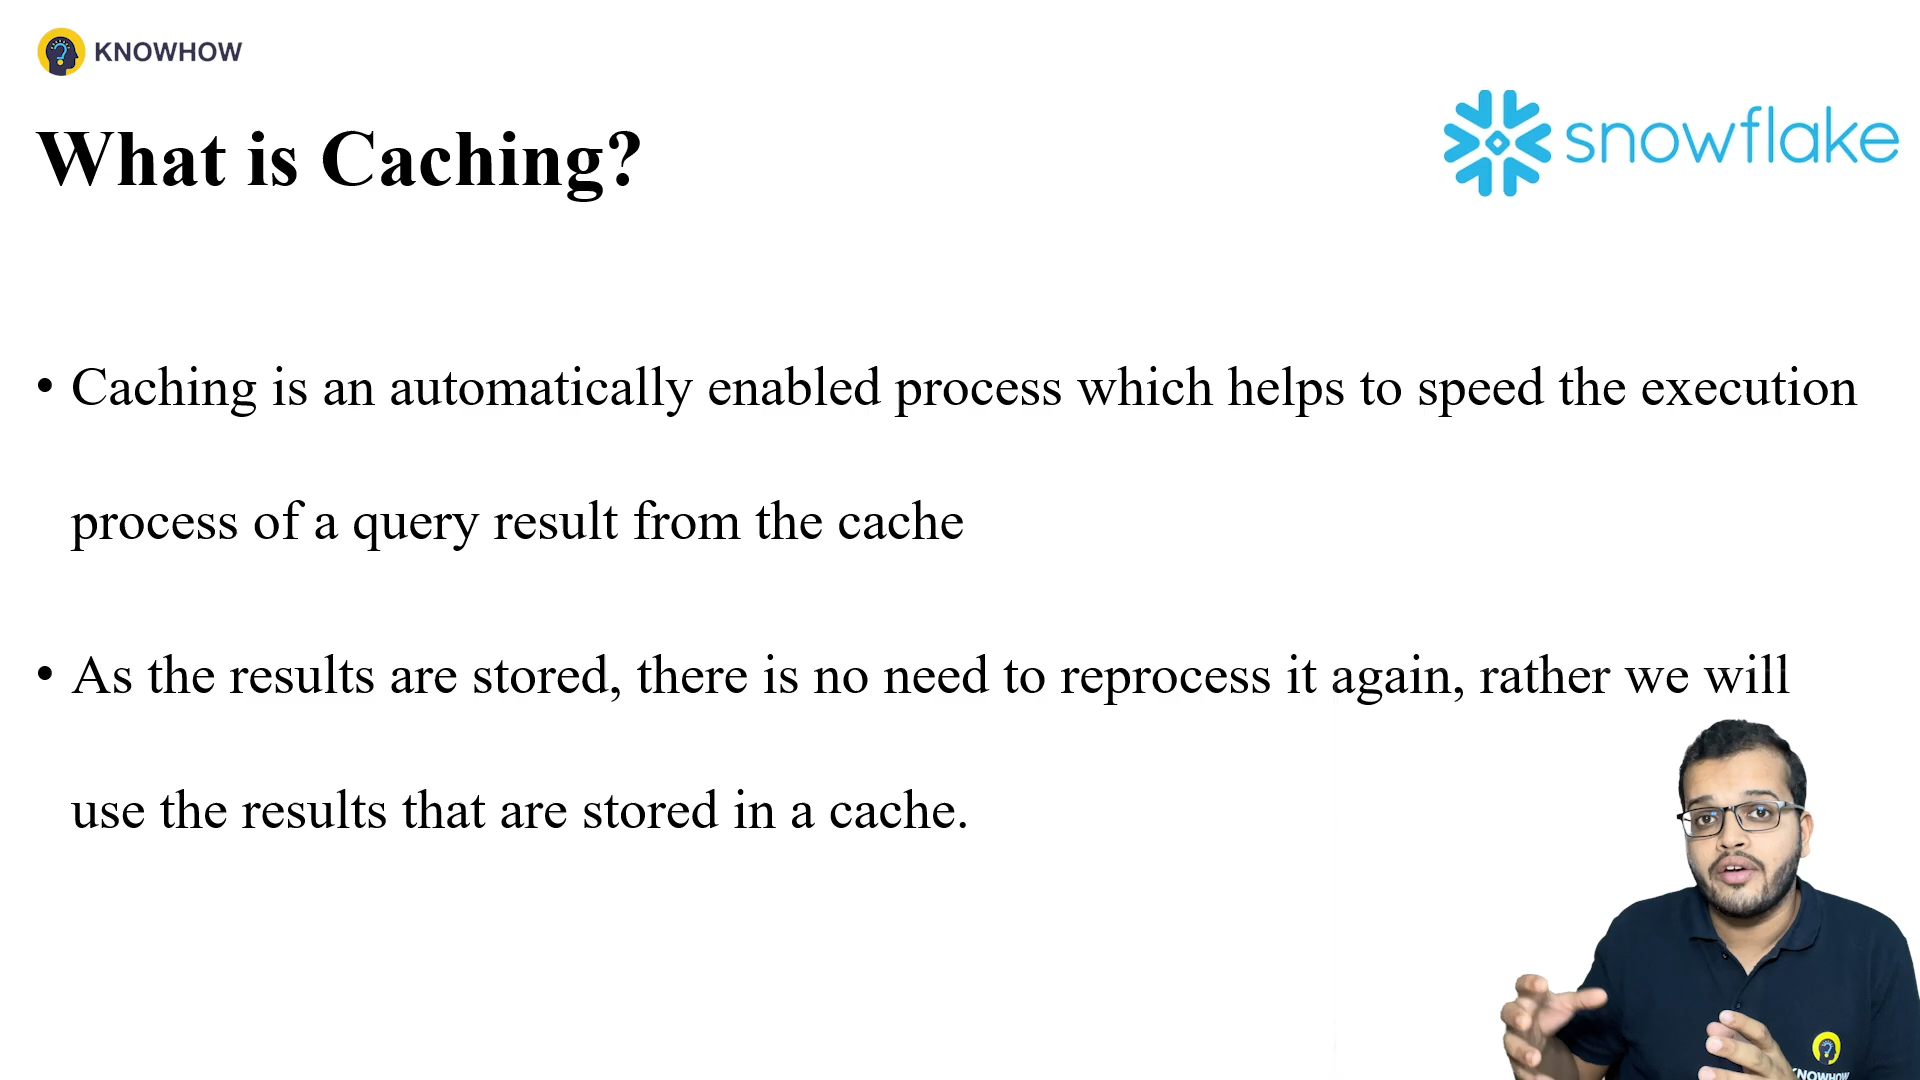 KNOWHOW
What is Caching?
snowflake
• Caching is an automatically enabled process which helps to speed the execution
process of a query result from the cache
• As the results are stored, there is no need to reprocess it again, rather we will
use the results that are stored in a cache.
KNOWHOW